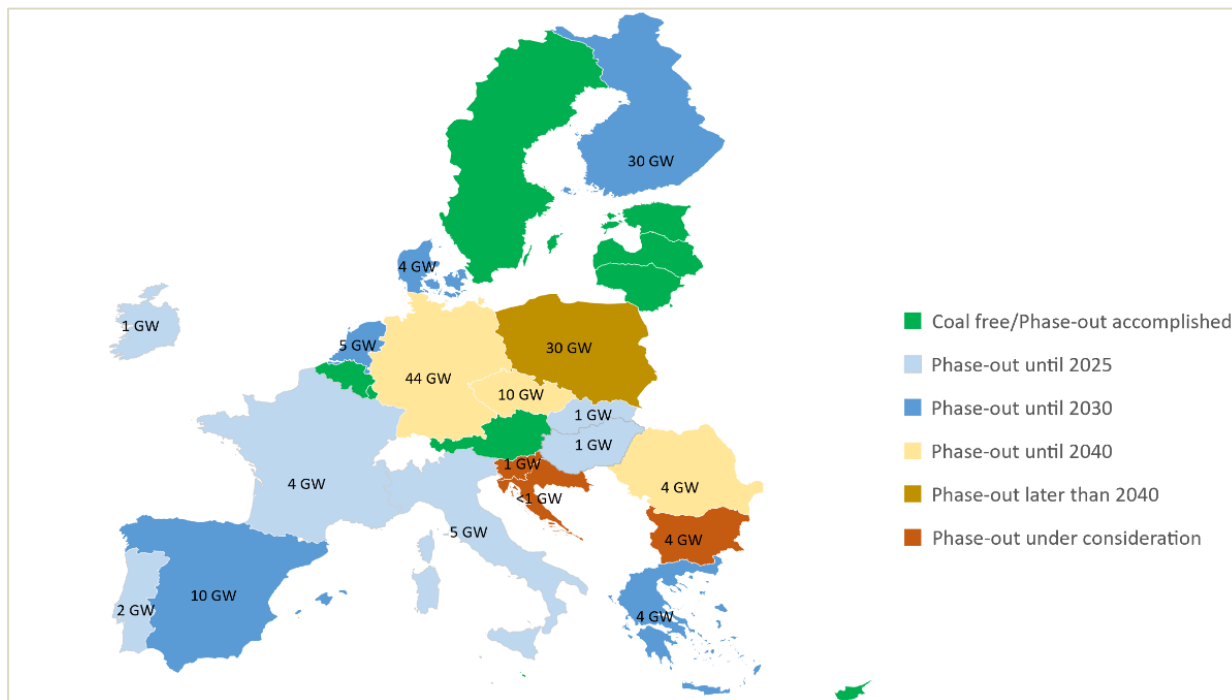 30 GW
4 GW
1 GW
5 GW
30 GW
44 GW
10 GW
1 GW
1 GW
1 GW
<1 GW
4 GW
4 GW
5 GW
4 GW
10 GW
2 GW
4 GW
Coal free/Phase-out accomplished
Phase-out until 2025
Phase-out until 2030
Phase-out until 2040
Phase-out later than 2040
Phase-out under consideration